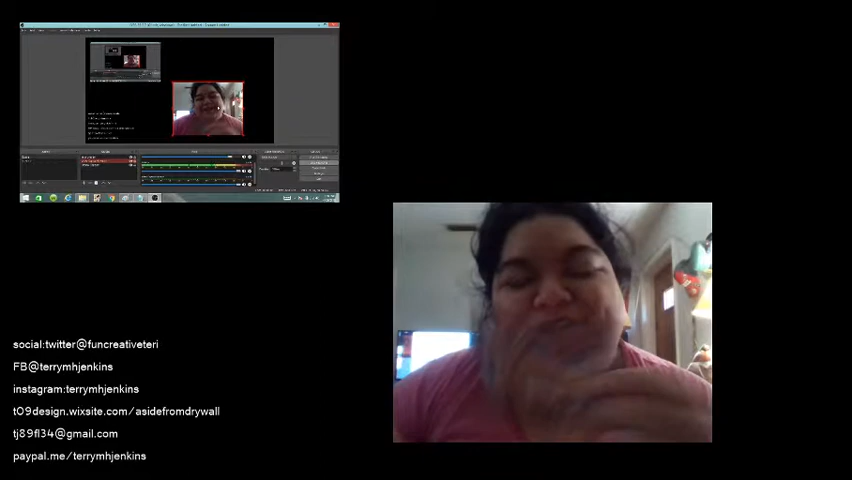 social:twitter@funcreativeteri
FB@terrymhjenkins
instagram:terrymhjenkins
t09design.wixsite.com/asidefromdrywall
tj89fl34@gmail.com
paypal.me/terrymhjenkins